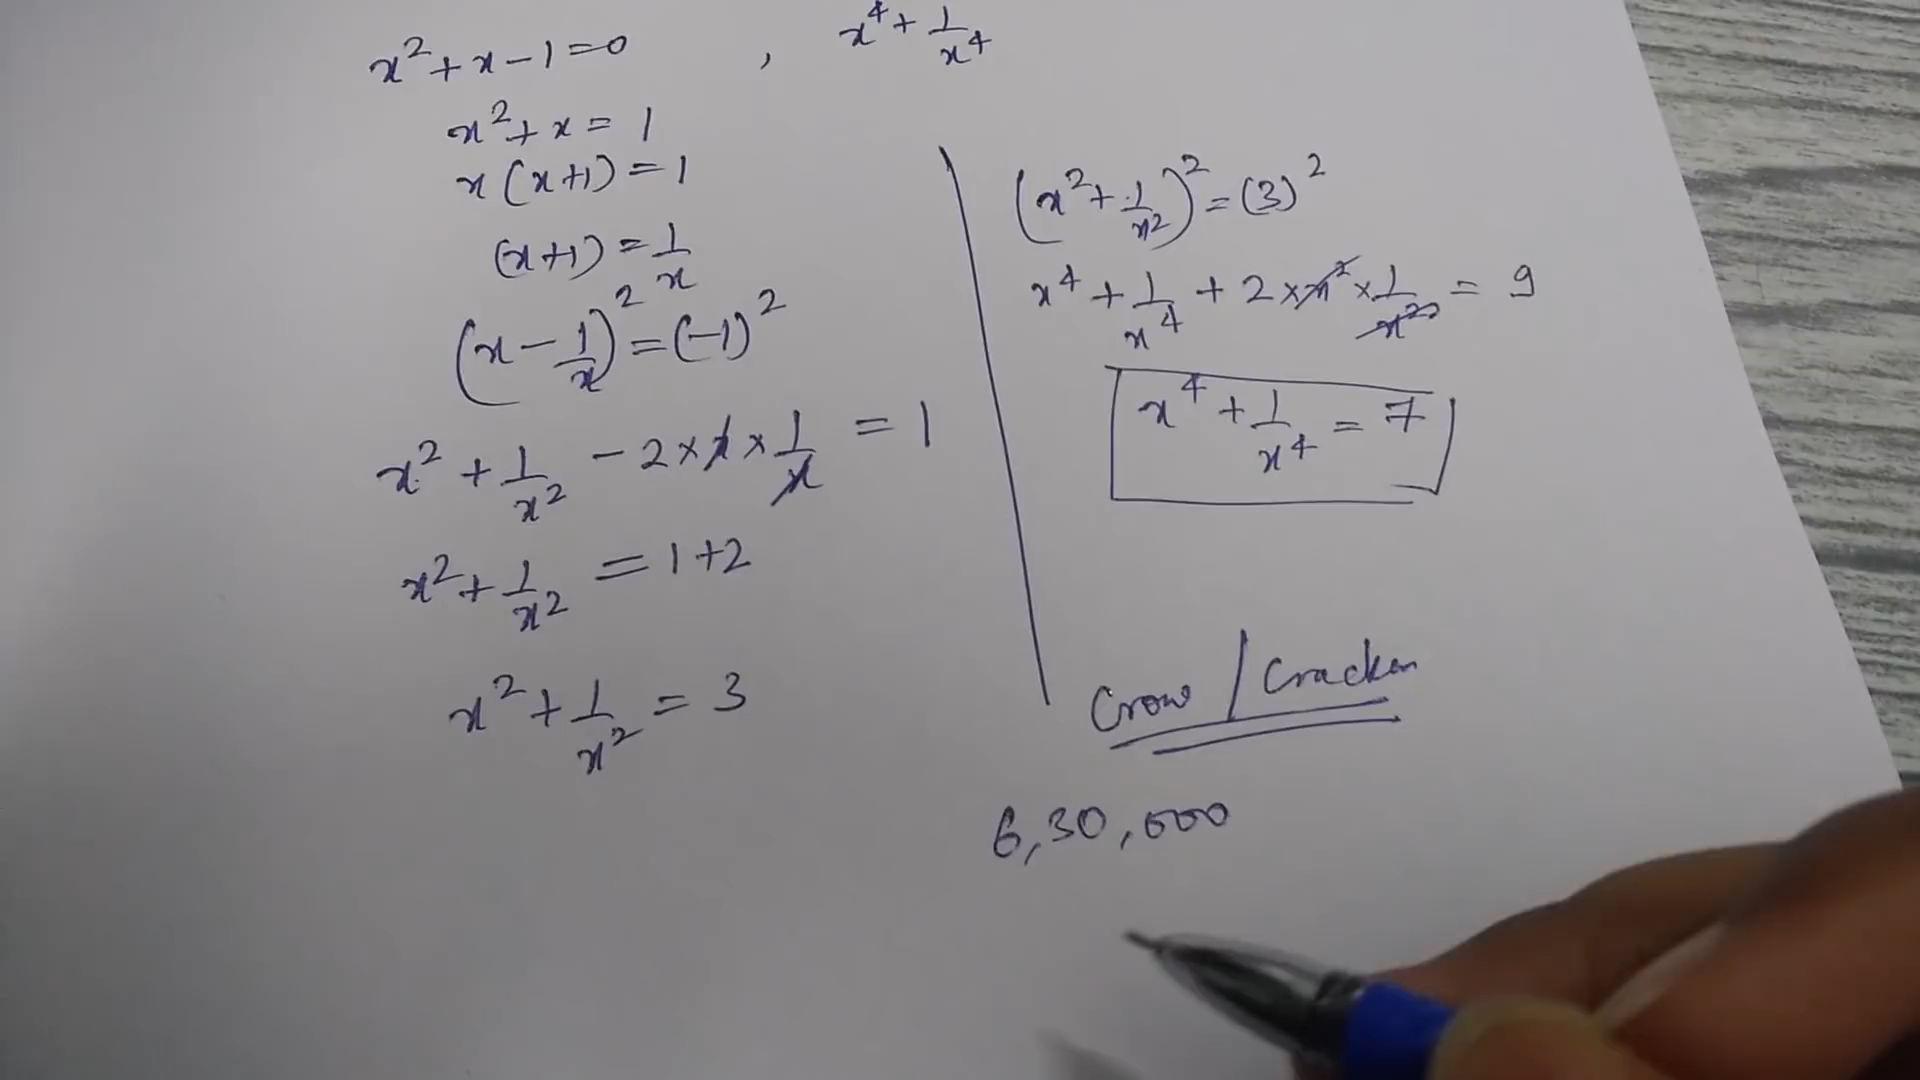 x² + x - 1 = 0 , x⁴ + 1/x⁴
x² + x = 1
x (x+1) = 1
(x+1) = 1/x
(x - 1/x)² = (-1)²
x² + 1/x² - 2 × x × 1/x = 1
x² + 1/x² = 1+2
x² + 1/x² = 3
(x² + 1/x²)² = (3)²
x⁴ + 1/x⁴ + 2 × x² × 1/x² = 9
x⁴ + 1/x⁴ = 7
Crow / Cracker
6,30,000